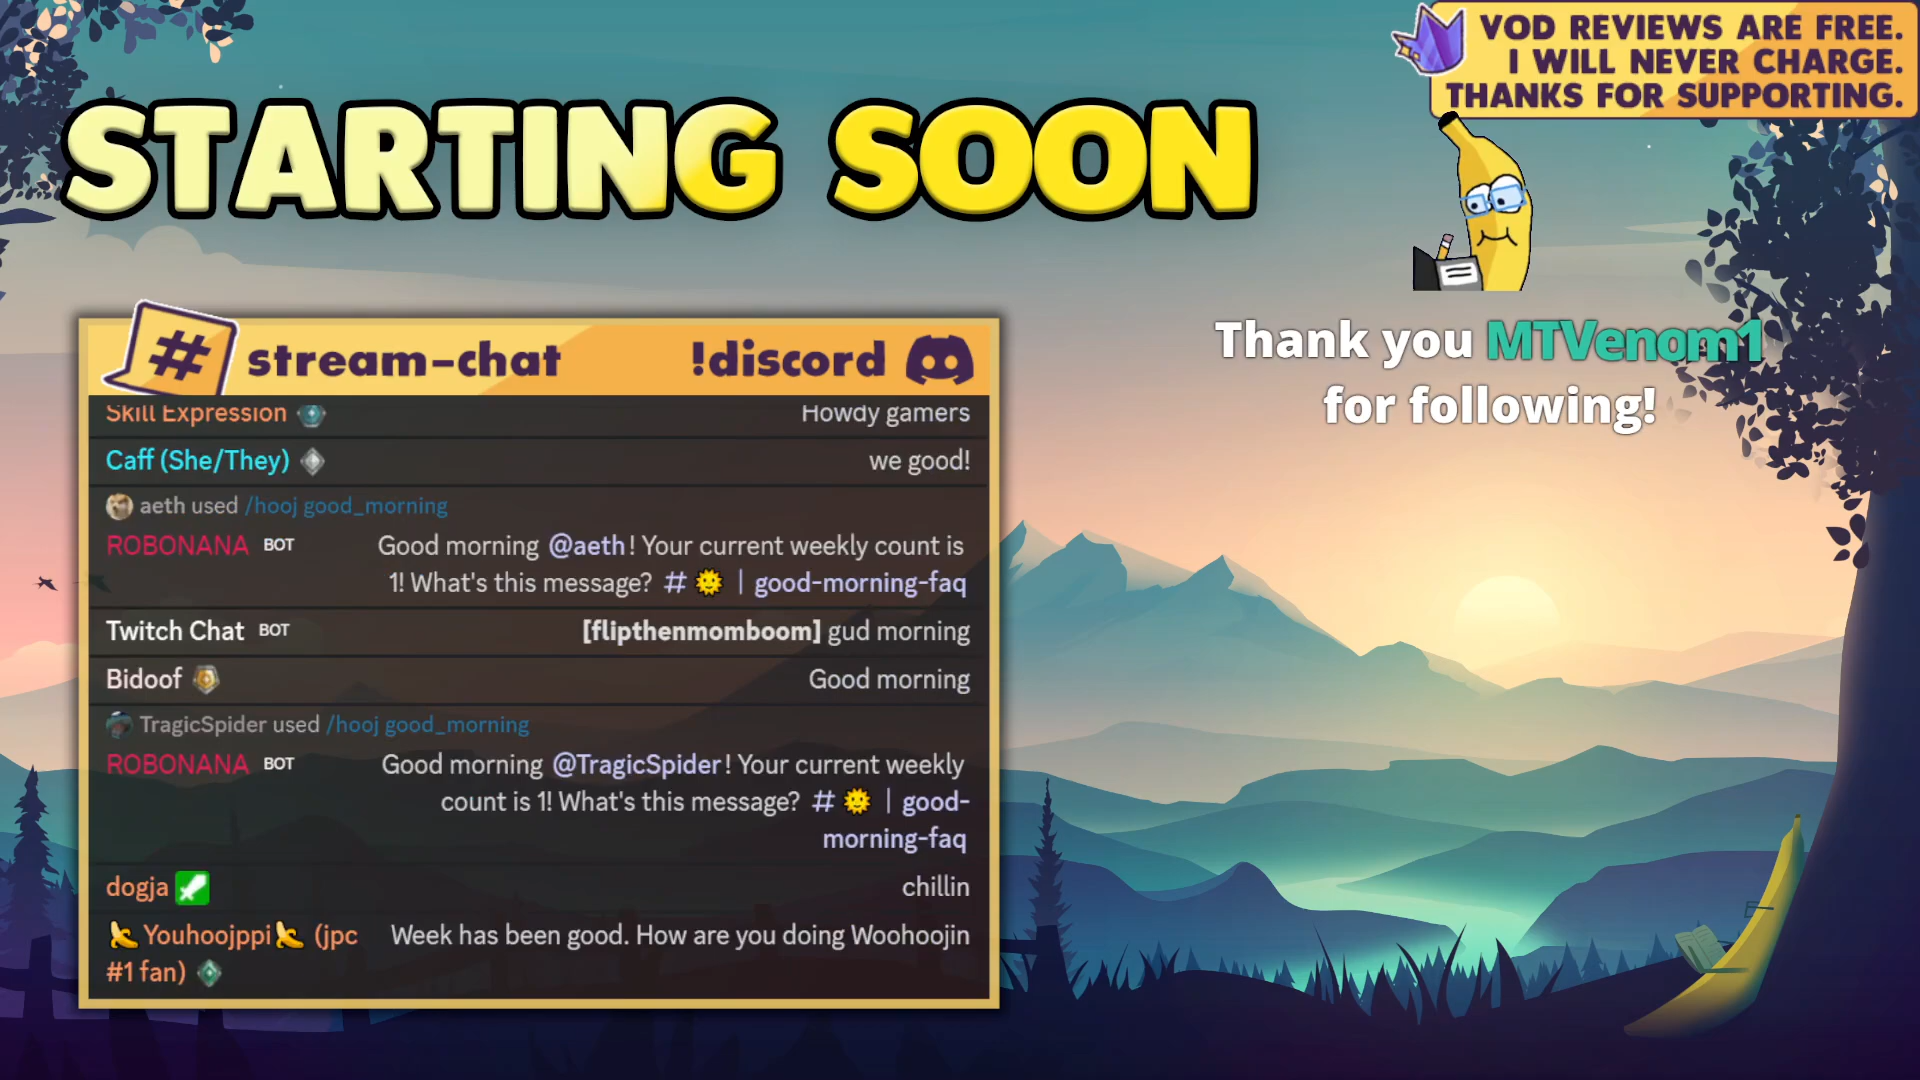 VOD REVIEWS ARE FREE.
I WILL NEVER CHARGE.
THANKS FOR SUPPORTING.
STARTING SOON
Thank you MTVenom1
for following!
# stream-chat !discord
Skill Expression Howdy gamers
Caff (She/They) we good!
aeth used /hooj good_morning
ROBONANA BOT Good morning @aeth! Your current weekly count is
1! What's this message? # 🌞 | good-morning-faq
Twitch Chat BOT [flipthenmomboom] gud morning
Bidoof Good morning
TragicSpider used /hooj good_morning
ROBONANA BOT Good morning @TragicSpider! Your current weekly
count is 1! What's this message? # 🌞 | good-
morning-faq
dogja chillin
🍌 Youhoojppi🍌 (jpc Week has been good. How are you doing Woohoojin
#1 fan)